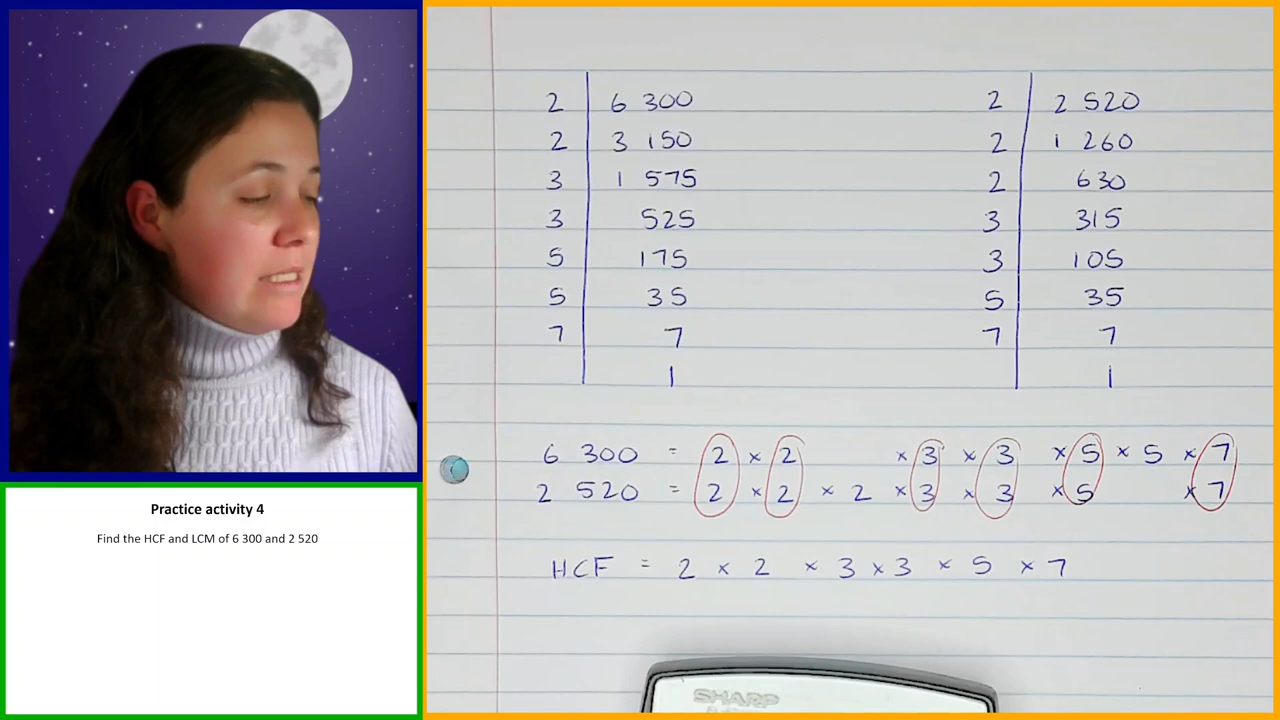 2 | 6 300
2 | 3 150
3 | 1 575
3 | 525
5 | 175
5 | 35
7 | 7
1
2 | 2 520
2 | 1 260
2 | 630
3 | 315
3 | 105
5 | 35
7 | 7
1
6 300 = 2 × 2 × 3 × 3 × 5 × 5 × 7
2 520 = 2 × 2 × 2 × 3 × 3 × 5 × 7
HCF = 2 × 2 × 3 × 3 × 5 × 7
SHARP
Practice activity 4
Find the HCF and LCM of 6 300 and 2 520